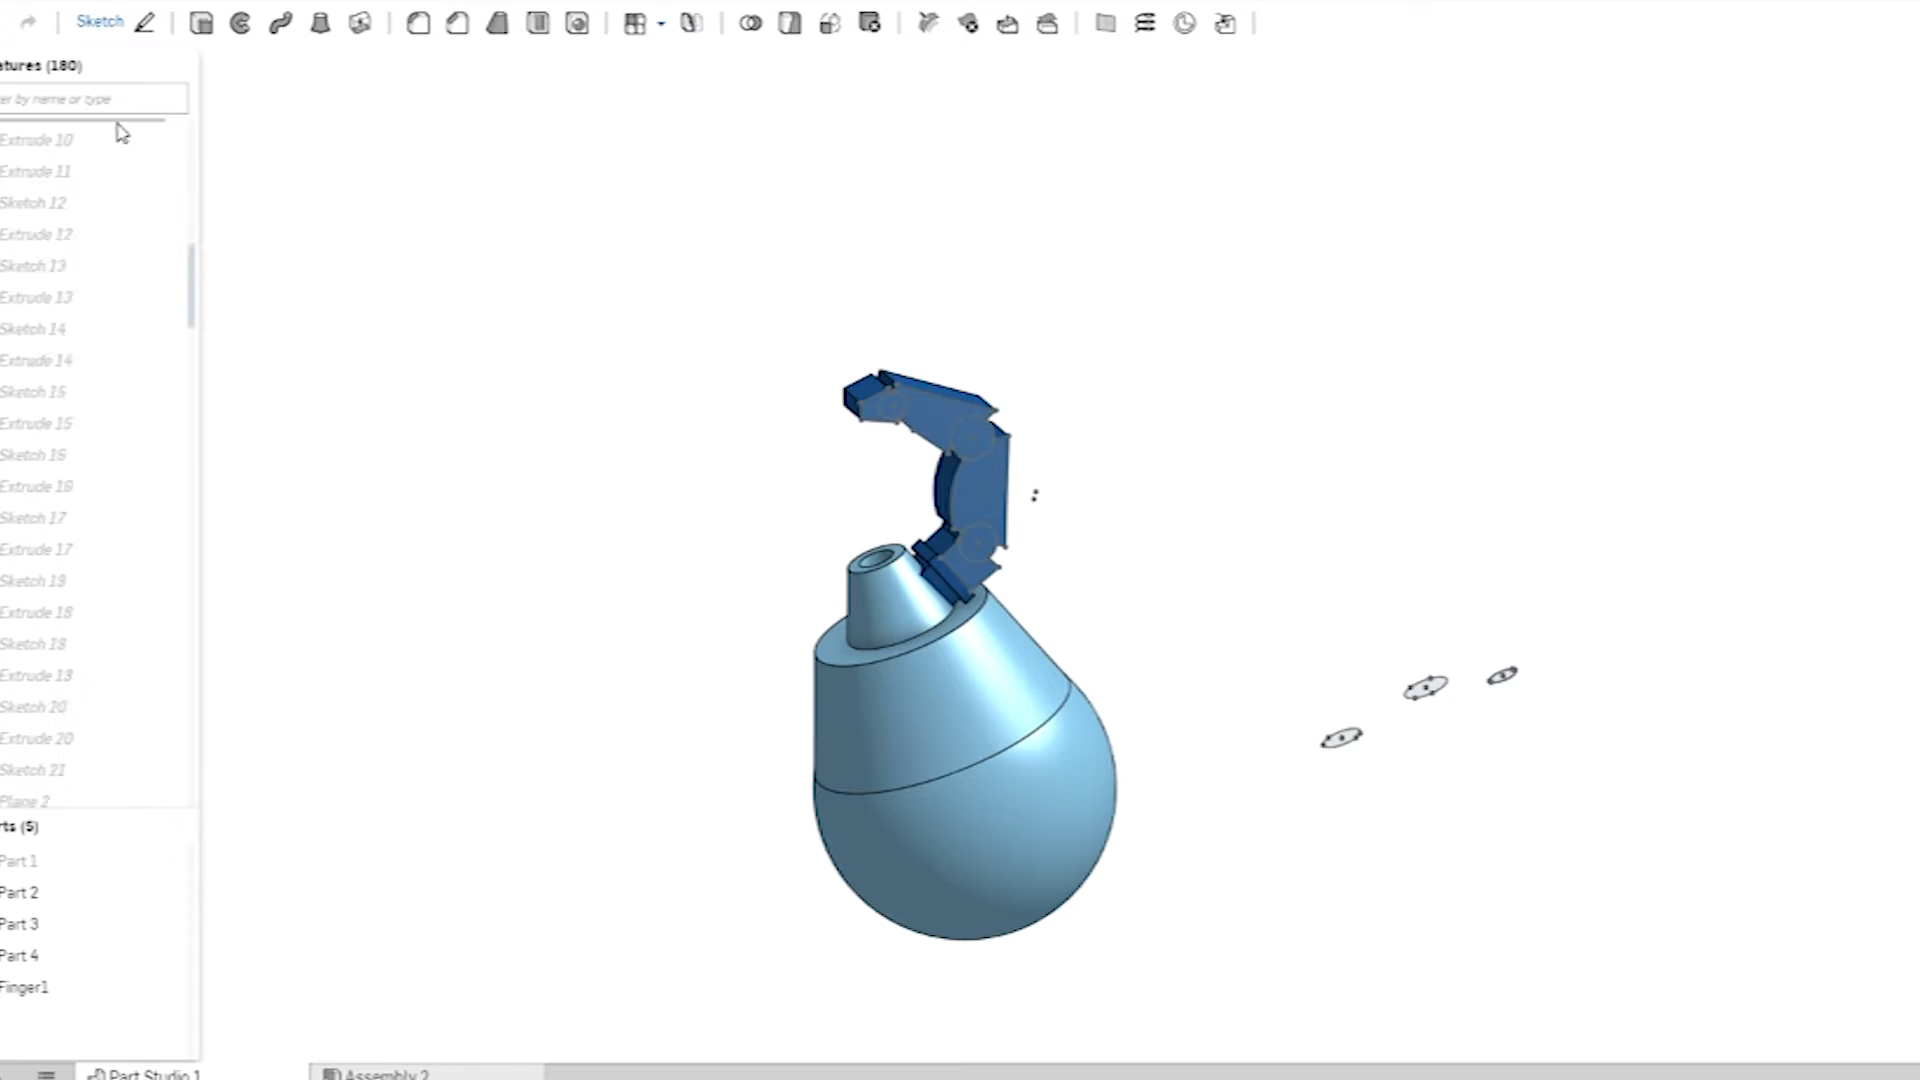 Sketch
atures (180)
er by name or type
Extrude 10
Extrude 11
Sketch 12
Extrude 12
Sketch 13
Extrude 13
Sketch 14
Extrude 14
Sketch 15
Extrude 15
Sketch 16
Extrude 16
Sketch 17
Extrude 17
Sketch 18
Extrude 18
Sketch 19
Extrude 19
Sketch 20
Extrude 20
Sketch 21
Plane 2
rts (5)
Part 1
Part 2
Part 3
Part 4
Finger1
Part Studio 1
Assembly 2